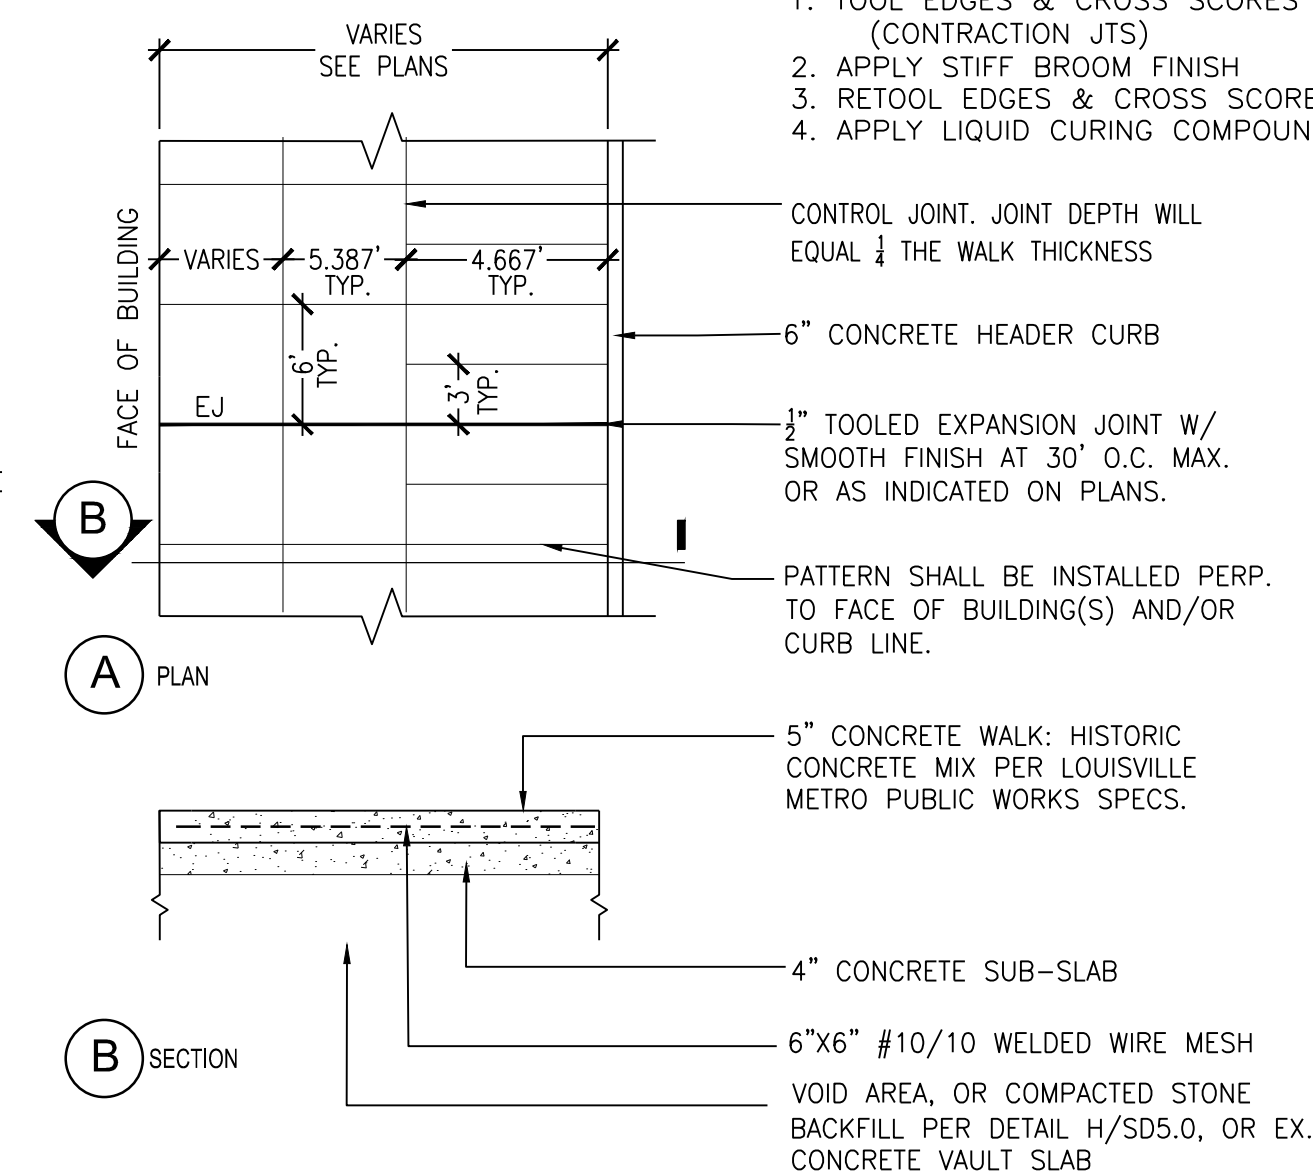 1. TOOL EDGES & CROSS SCORES
(CONTRACTION JTS)
2. APPLY STIFF BROOM FINISH
3. RETOOL EDGES & CROSS SCORE
4. APPLY LIQUID CURING COMPOUN
VARIES
SEE PLANS
FACE OF BUILDING
VARIES
5.387'
TYP.
4.667'
TYP.
6'
TYP.
3'
TYP.
EJ
CONTROL JOINT. JOINT DEPTH WILL
EQUAL 1/4 THE WALK THICKNESS
6" CONCRETE HEADER CURB
1/2" TOOLED EXPANSION JOINT W/
SMOOTH FINISH AT 30' O.C. MAX.
OR AS INDICATED ON PLANS.
B
PATTERN SHALL BE INSTALLED PERP.
TO FACE OF BUILDING(S) AND/OR
CURB LINE.
A PLAN
5" CONCRETE WALK: HISTORIC
CONCRETE MIX PER LOUISVILLE
METRO PUBLIC WORKS SPECS.
4" CONCRETE SUB-SLAB
B SECTION
6"X6" #10/10 WELDED WIRE MESH
VOID AREA, OR COMPACTED STONE
BACKFILL PER DETAIL H/SD5.0, OR EX.
CONCRETE VAULT SLAB